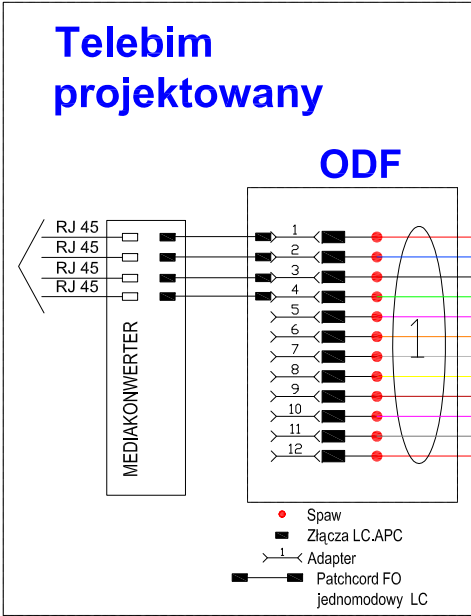 Telebim
projektowany
ODF
RJ 45
RJ 45
RJ 45
RJ 45
MEDIAKONWERTER
1
2
3
4
5
6
7
8
9
10
11
12
1
Spaw
Złącza LC.APC
1 Adapter
Patchcord FO
jednomodowy LC